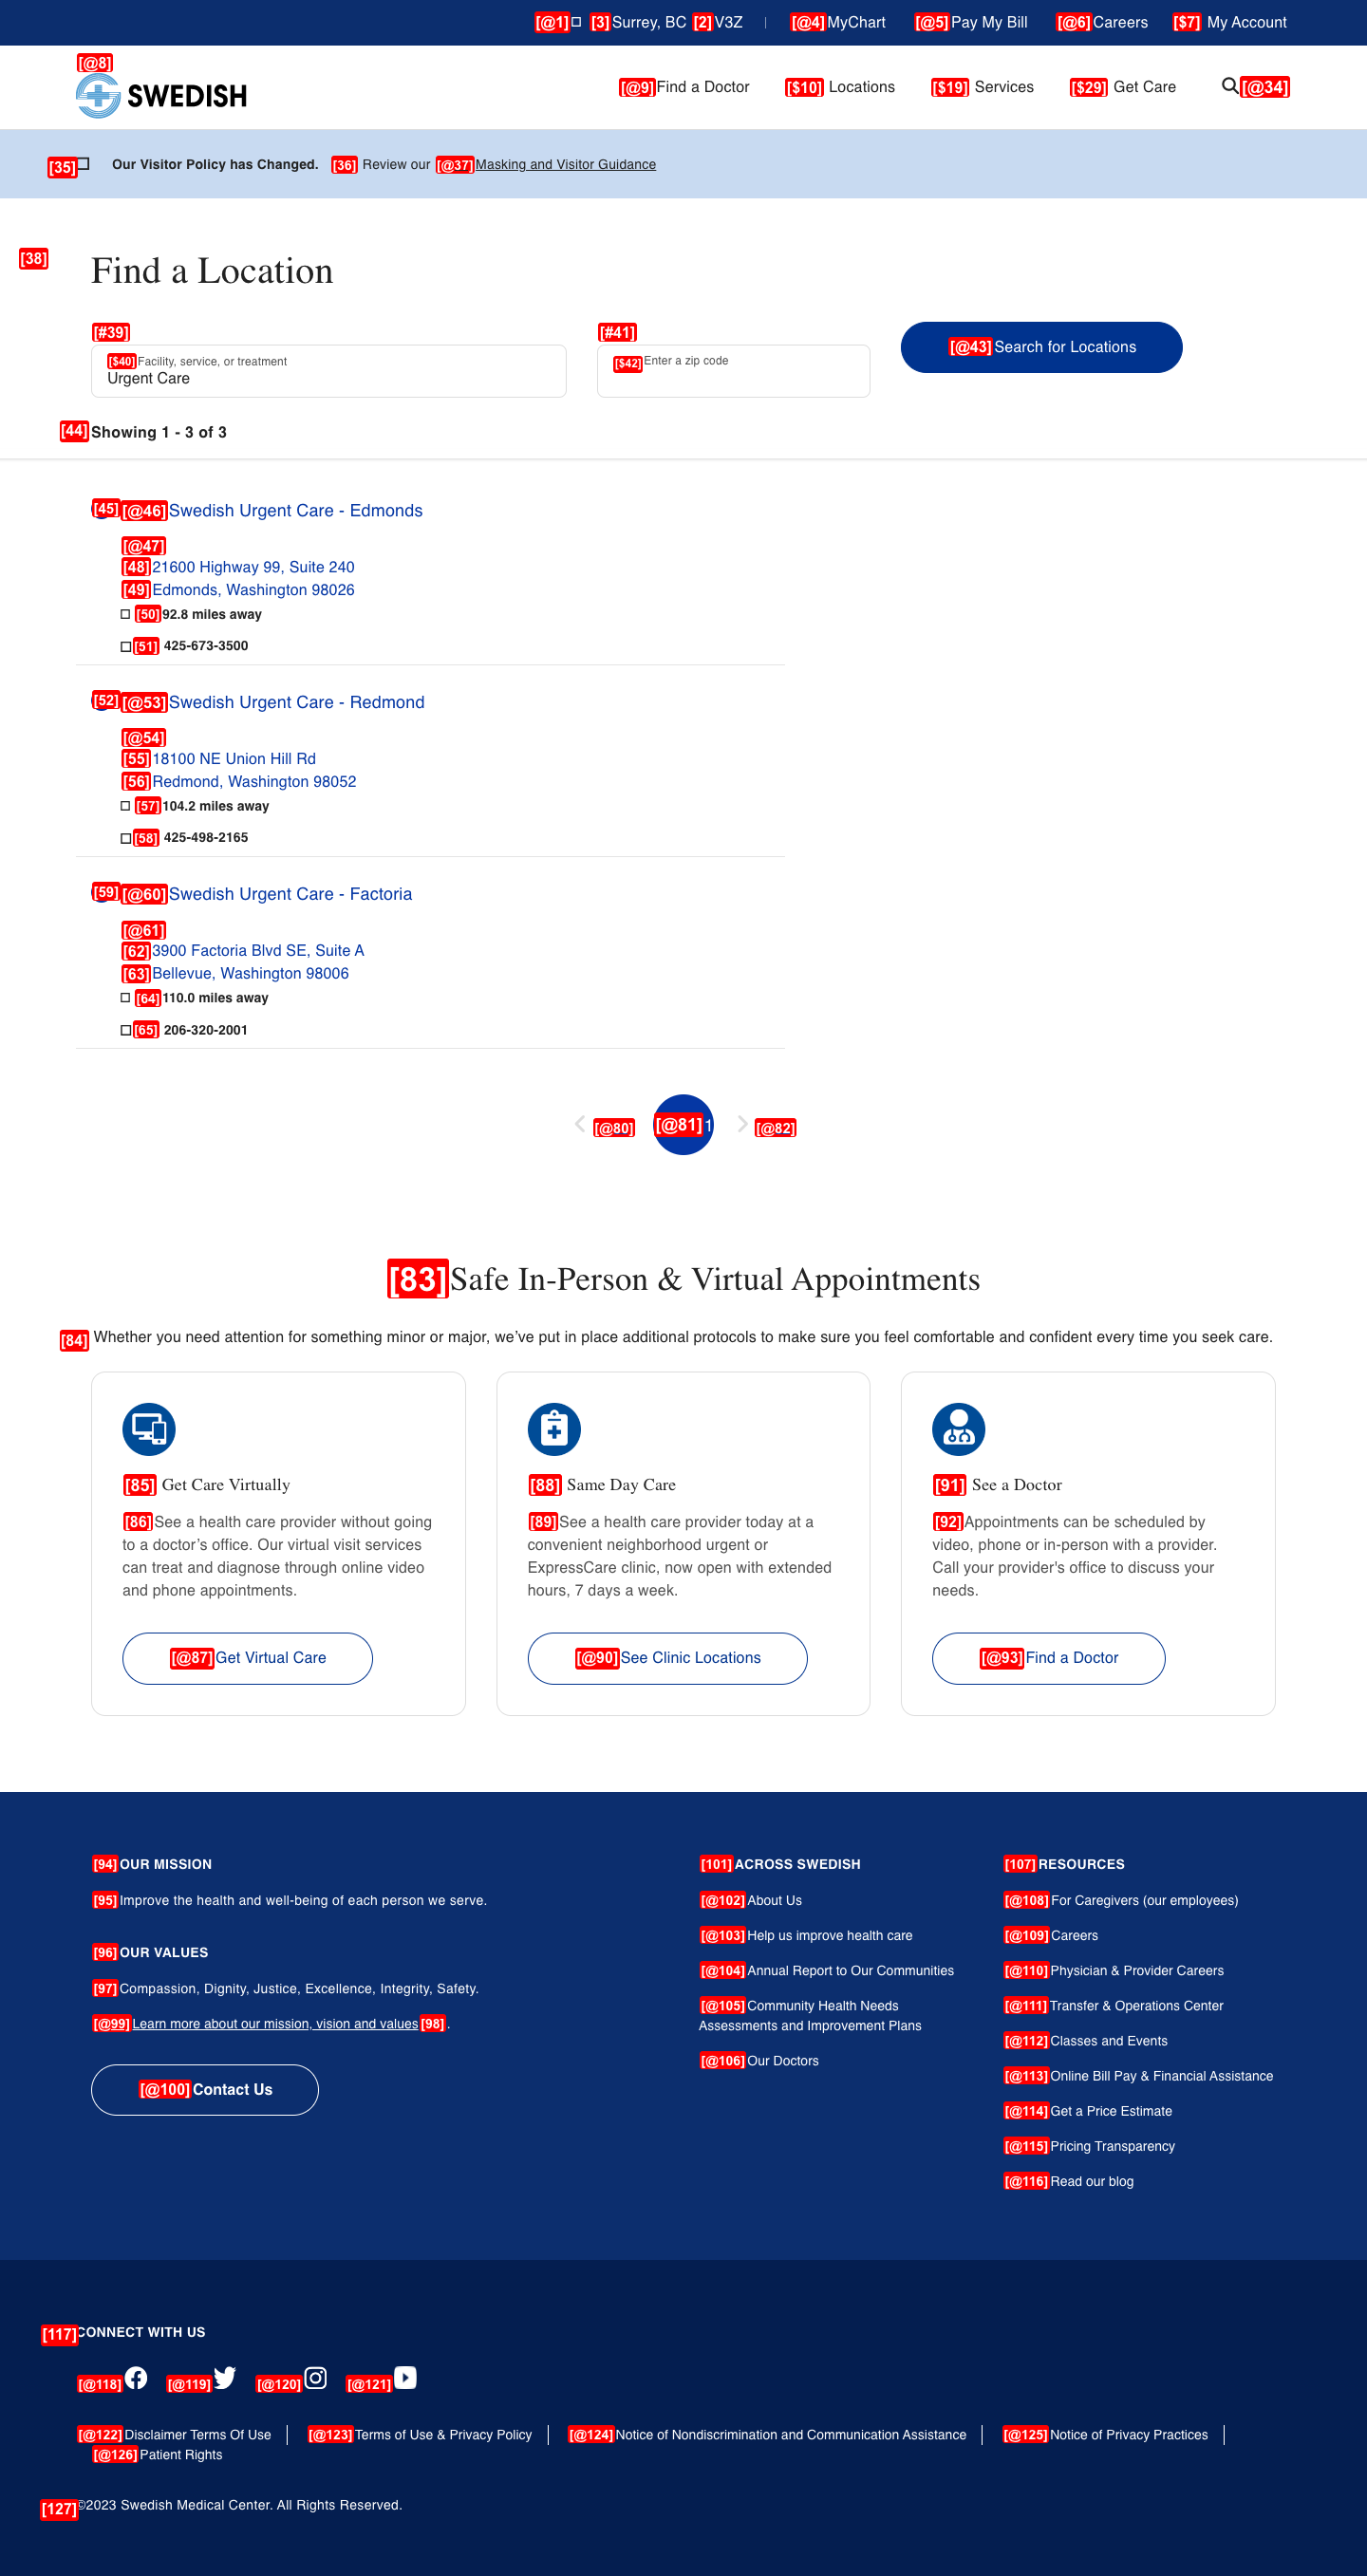 [@1] [3]Surrey, BC [2]V3Z [@4]MyChart [@5]Pay My Bill [@6]Careers [$7] My Account
[@8]
SWEDISH [@9]Find a Doctor [$10] Locations [$19] Services [$29] Get Care [@34]
[35] Our Visitor Policy has Changed. [36] Review our [@37]Masking and Visitor Guidance
[38] Find a Location
[#39] [#41]
[$40]Facility, service, or treatment [$42]Enter a zip code [@43]Search for Locations
Urgent Care
[44]Showing 1 - 3 of 3
[45][@46]Swedish Urgent Care - Edmonds
[@47]
[48]21600 Highway 99, Suite 240
[49]Edmonds, Washington 98026
[50]92.8 miles away
[51] 425-673-3500
[52][@53]Swedish Urgent Care - Redmond
[@54]
[55]18100 NE Union Hill Rd
[56]Redmond, Washington 98052
[57]104.2 miles away
[58] 425-498-2165
[59][@60]Swedish Urgent Care - Factoria
[@61]
[62]3900 Factoria Blvd SE, Suite A
[63]Bellevue, Washington 98006
[64]110.0 miles away
[65] 206-320-2001
[@80] [@81]1 [@82]
[83]Safe In-Person & Virtual Appointments
[84] Whether you need attention for something minor or major, we’ve put in place additional protocols to make sure you feel comfortable and confident every time you seek care.
[85] Get Care Virtually
[86]See a health care provider without going
to a doctor’s office. Our virtual visit services
can treat and diagnose through online video
and phone appointments.
[@87]Get Virtual Care
[88] Same Day Care
[89]See a health care provider today at a
convenient neighborhood urgent or
ExpressCare clinic, now open with extended
hours, 7 days a week.
[@90]See Clinic Locations
[91] See a Doctor
[92]Appointments can be scheduled by
video, phone or in-person with a provider.
Call your provider's office to discuss your
needs.
[@93]Find a Doctor
[94]OUR MISSION
[95]Improve the health and well-being of each person we serve.
[96]OUR VALUES
[97]Compassion, Dignity, Justice, Excellence, Integrity, Safety.
[@99]Learn more about our mission, vision and values[98].
[@100]Contact Us
[101]ACROSS SWEDISH
[@102]About Us
[@103]Help us improve health care
[@104]Annual Report to Our Communities
[@105]Community Health Needs
Assessments and Improvement Plans
[@106]Our Doctors
[107]RESOURCES
[@108]For Caregivers (our employees)
[@109]Careers
[@110]Physician & Provider Careers
[@111]Transfer & Operations Center
[@112]Classes and Events
[@113]Online Bill Pay & Financial Assistance
[@114]Get a Price Estimate
[@115]Pricing Transparency
[@116]Read our blog
[117]CONNECT WITH US
[@118] [@119] [@120] [@121]
[@122]Disclaimer Terms Of Use [@123]Terms of Use & Privacy Policy [@124]Notice of Nondiscrimination and Communication Assistance [@125]Notice of Privacy Practices
[@126]Patient Rights
[127]©2023 Swedish Medical Center. All Rights Reserved.